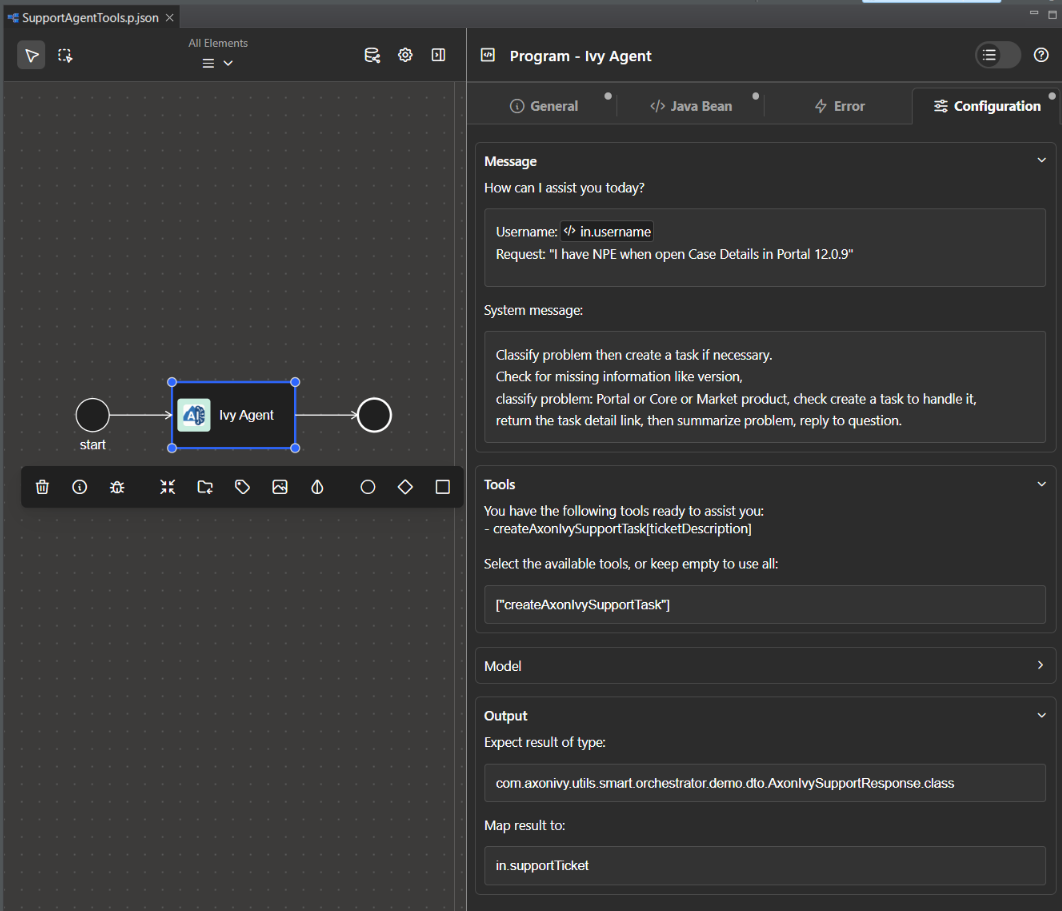 SupportAgentTools.p.json
All Elements
start
Ivy Agent
Program - Ivy Agent
General
Java Bean
Error
Configuration
Message
How can I assist you today?
Username: in.username
Request: "I have NPE when open Case Details in Portal 12.0.9"
System message:
Classify problem then create a task if necessary.
Check for missing information like version,
classify problem: Portal or Core or Market product, check create a task to handle it,
return the task detail link, then summarize problem, reply to question.
Tools
You have the following tools ready to assist you:
- createAxonIvySupportTask[ticketDescription]
Select the available tools, or keep empty to use all:
["createAxonIvySupportTask"]
Model
Output
Expect result of type:
com.axonivy.utils.smart.orchestrator.demo.dto.AxonIvySupportResponse.class
Map result to:
in.supportTicket